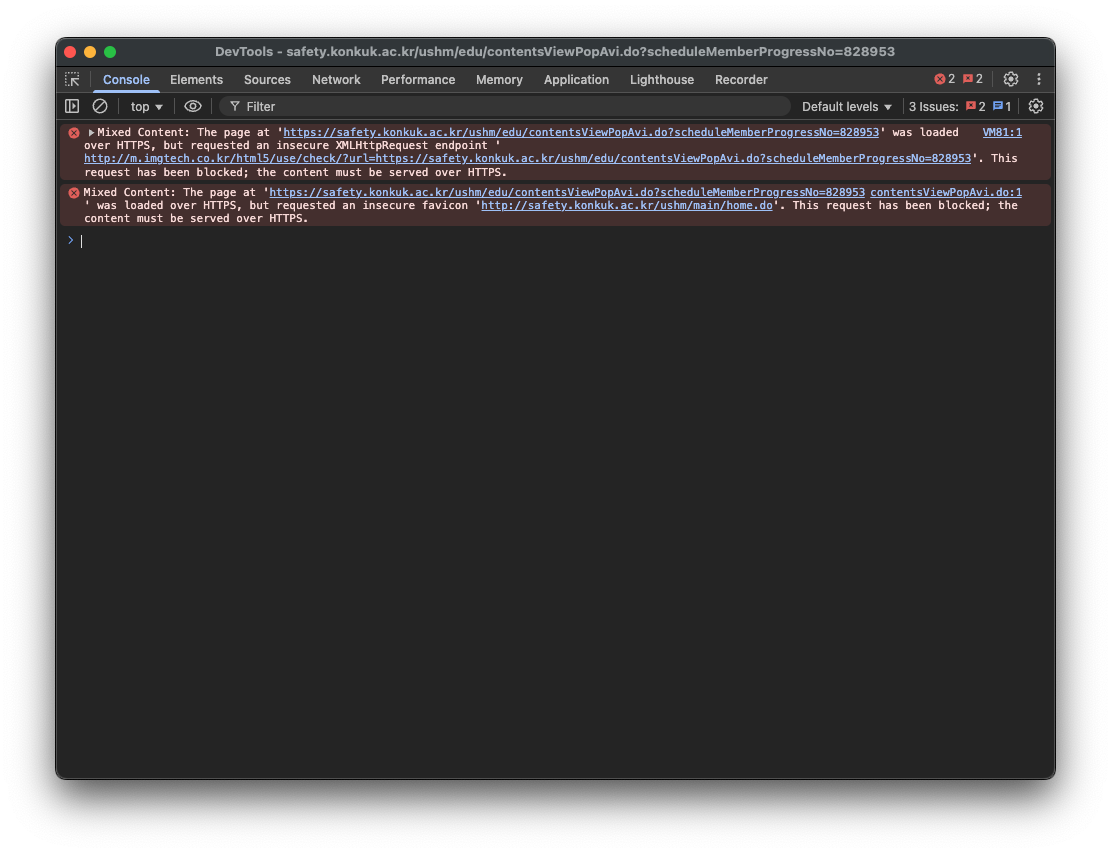 DevTools - safety.konkuk.ac.kr/ushm/edu/contentsViewPopAvi.do?scheduleMemberProgressNo=828953
Console Elements Sources Network Performance Memory Application Lighthouse Recorder 2 2
top Filter Default levels 3 Issues: 2 1
Mixed Content: The page at 'https://safety.konkuk.ac.kr/ushm/edu/contentsViewPopAvi.do?scheduleMemberProgressNo=828953' was loaded VM81:1
over HTTPS, but requested an insecure XMLHttpRequest endpoint '
http://m.imgtech.co.kr/html5/use/check/?url=https://safety.konkuk.ac.kr/ushm/edu/contentsViewPopAvi.do?scheduleMemberProgressNo=828953'. This
request has been blocked; the content must be served over HTTPS.
Mixed Content: The page at 'https://safety.konkuk.ac.kr/ushm/edu/contentsViewPopAvi.do?scheduleMemberProgressNo=828953 contentsViewPopAvi.do:1
' was loaded over HTTPS, but requested an insecure favicon 'http://safety.konkuk.ac.kr/ushm/main/home.do'. This request has been blocked; the
content must be served over HTTPS.
>